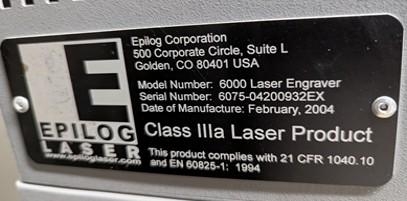 Epilog Corporation
500 Corporate Circle, Suite L
Golden, CO 80401 USA
Model Number: 6000 Laser Engraver
Serial Number: 6075-04200932EX
Date of Manufacture: February, 2004
E
EPILOG
LASER
www.epiloglaser.com
Class IIIa Laser Product
This product complies with 21 CFR 1040.10
and EN 60825-1: 1994